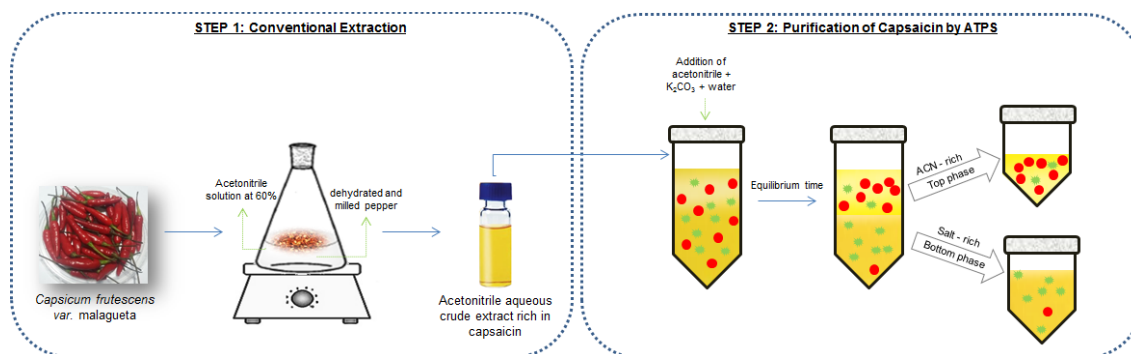 STEP 1: Conventional Extraction
Acetonitrile
solution at 60%
dehydrated and
milled pepper
Capsicum frutescens
var. malagueta
Acetonitrile aqueous
crude extract rich in
capsaicin
STEP 2: Purification of Capsaicin by ATPS
Addition of
acetonitrile +
K₂CO₃ + water
Equilibrium time
ACN - rich
Top phase
Salt - rich
Bottom phase